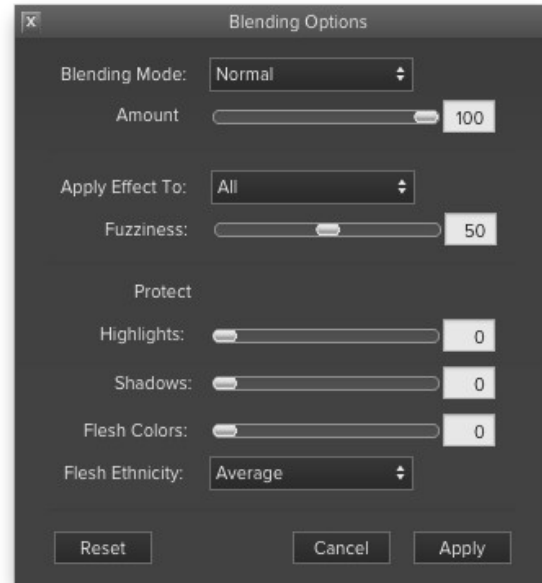 X Blending Options
Blending Mode: Normal
Amount 100
Apply Effect To: All
Fuzziness: 50
Protect
Highlights: 0
Shadows: 0
Flesh Colors: 0
Flesh Ethnicity: Average
Reset Cancel Apply